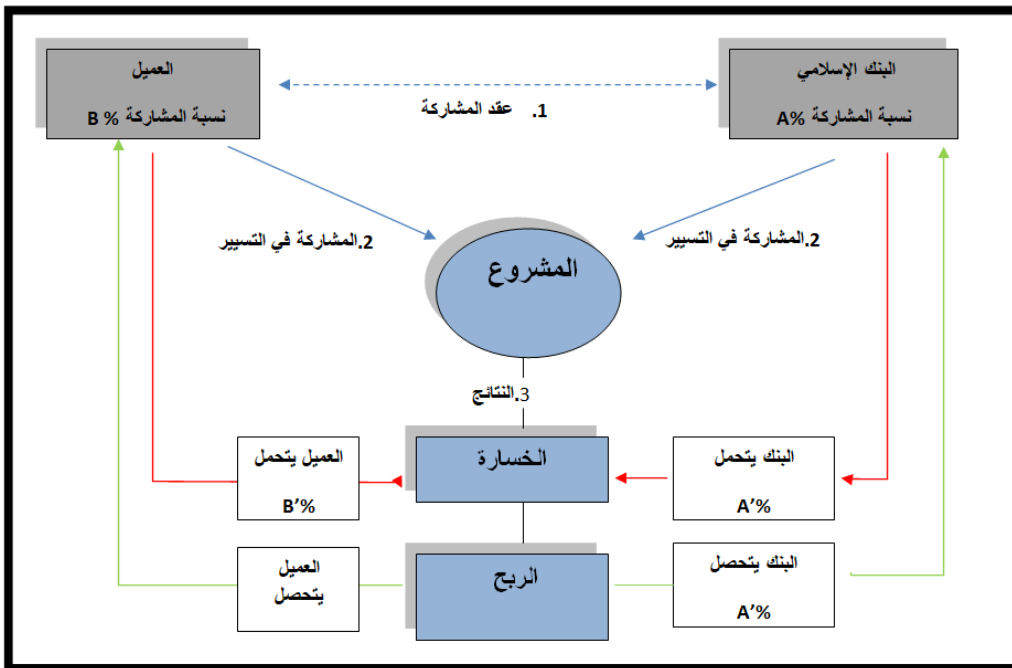 البنك الإسلامي
نسبة المشاركة A%
العميل
نسبة المشاركة B %
1. عقد المشاركة
2.المشاركة في التسيير
2.المشاركة في التسيير
المشروع
3.النتائج
البنك يتحمل
A’%
الخسارة
العميل يتحمل
B’%
البنك يتحصل
A’%
الربح
العميل
يتحصل